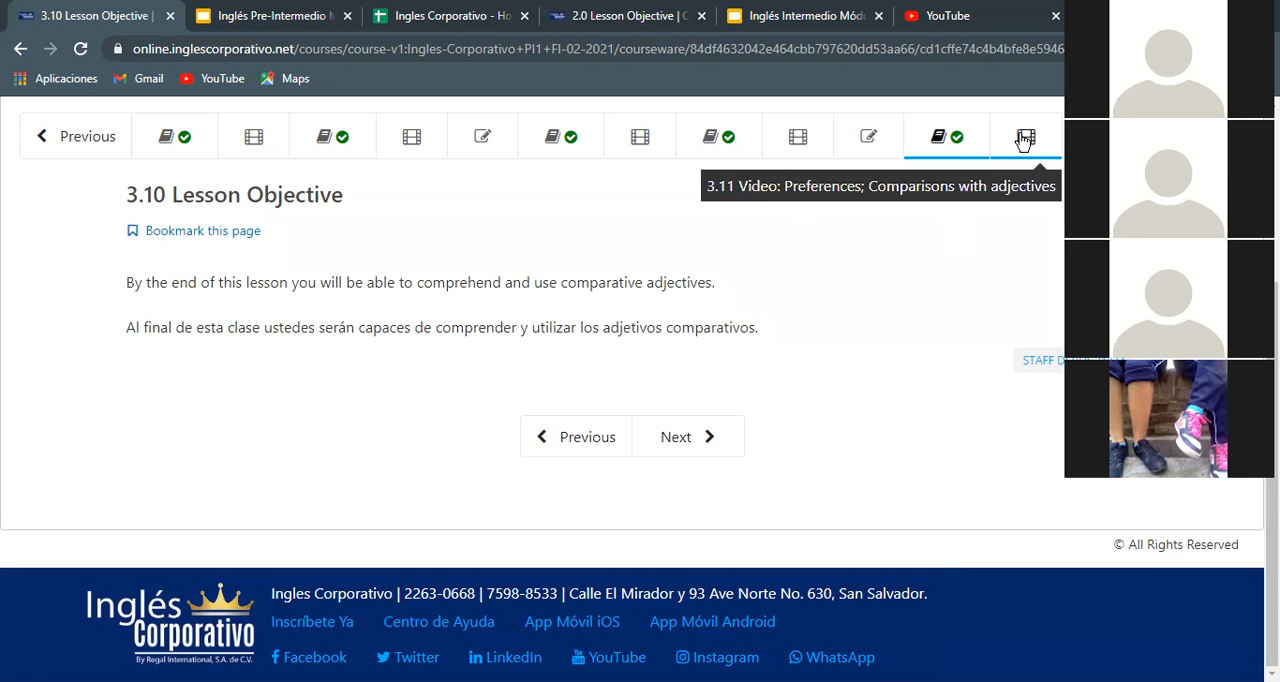 3.10 Lesson Objective |
Inglés Pre-Intermedio
Ingles Corporativo - Ho
2.0 Lesson Objective |
Inglés Intermedio Mód
YouTube
online.inglescorporativo.net/courses/course-v1:Ingles-Corporativo+PI1+FI-02-2021/courseware/84df4632042e464cbb797620dd53aa66/cd1cffe74c4b4bfe8e5946
Aplicaciones Gmail YouTube Maps
Previous
3.11 Video: Preferences; Comparisons with adjectives
3.10 Lesson Objective
Bookmark this page
By the end of this lesson you will be able to comprehend and use comparative adjectives.
Al final de esta clase ustedes serán capaces de comprender y utilizar los adjetivos comparativos.
STAFF
Previous Next
© All Rights Reserved
Inglés
Corporativo
By Regal International, S.A. de C.V.
Ingles Corporativo | 2263-0668 | 7598-8533 | Calle El Mirador y 93 Ave Norte No. 630, San Salvador.
Inscríbete Ya Centro de Ayuda App Móvil iOS App Móvil Android
Facebook Twitter LinkedIn YouTube Instagram WhatsApp